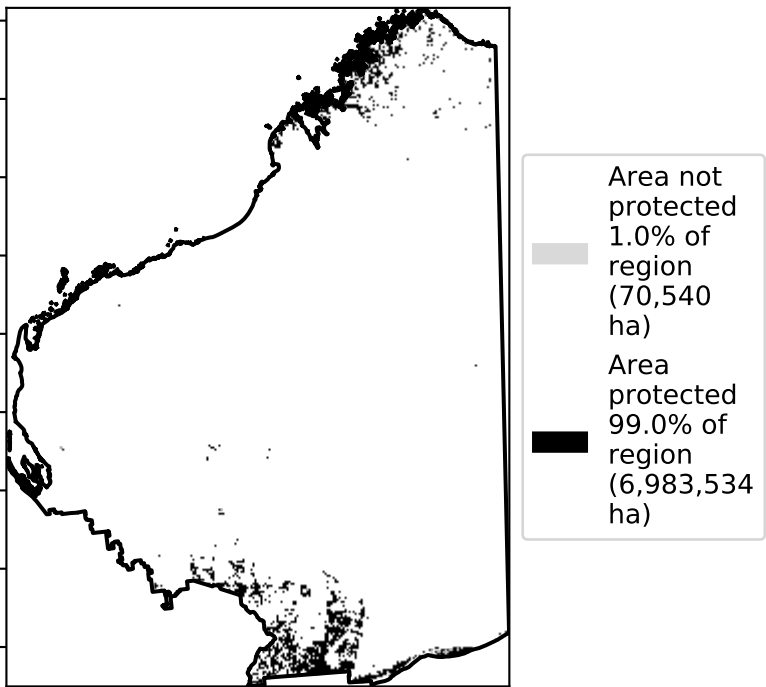 Area not
protected
1.0% of
region
(70,540
ha)
Area
protected
99.0% of
region
(6,983,534
ha)